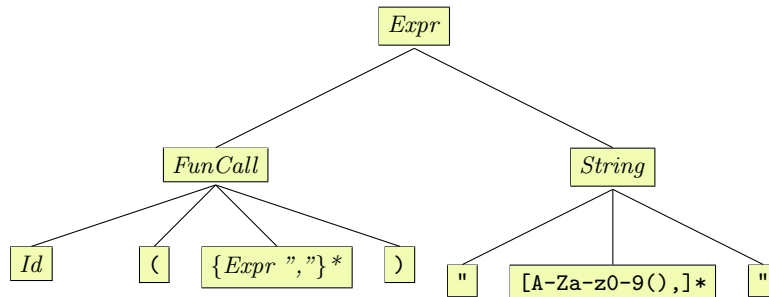 Expr
FunCall String
Id ( {Expr ","}* ) " [A-Za-z0-9(),]* "